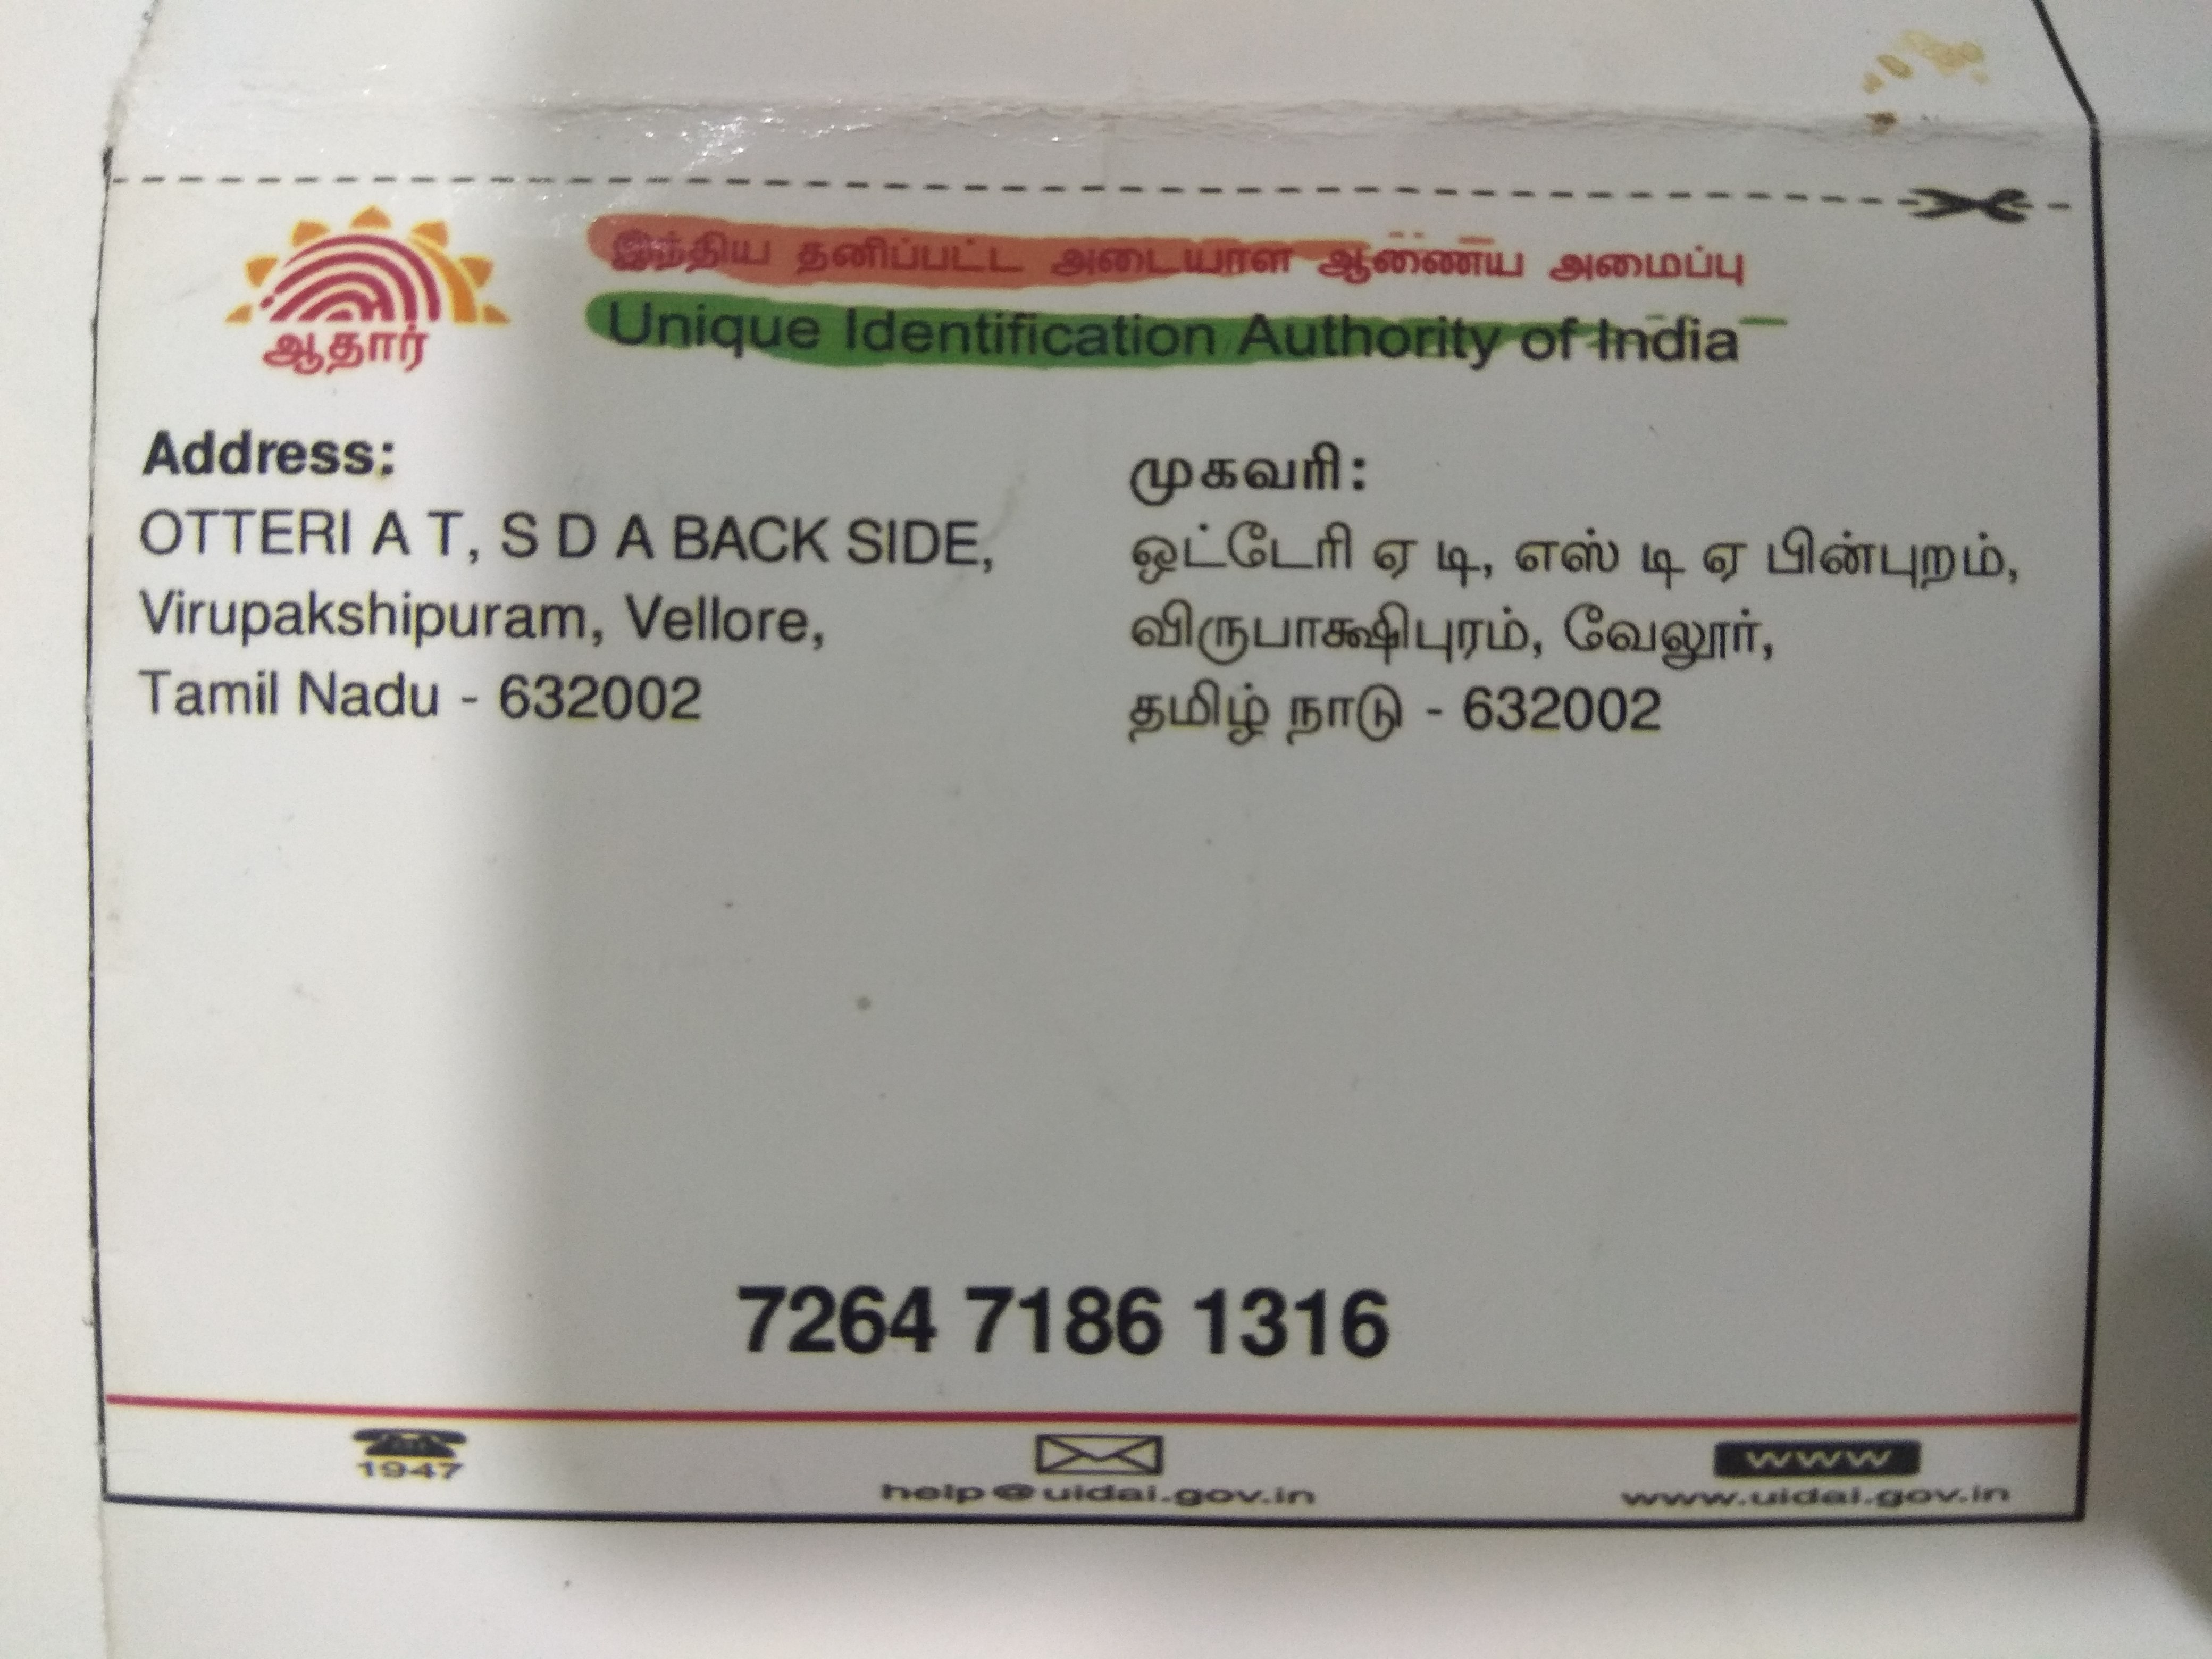 ஆதார்
இந்திய தனிப்பட்ட அடையாள ஆணைய அமைப்பு
Unique Identification Authority of India
Address:
OTTERI A T, S D A BACK SIDE,
Virupakshipuram, Vellore,
Tamil Nadu - 632002
முகவரி:
ஒட்டேரி ஏ டி, எஸ் டி ஏ பின்புறம்,
விருபாக்ஷிபுரம், வேலூர்,
தமிழ் நாடு - 632002
7264 7186 1316
1947
help@uidai.gov.in
www
www.uidai.gov.in